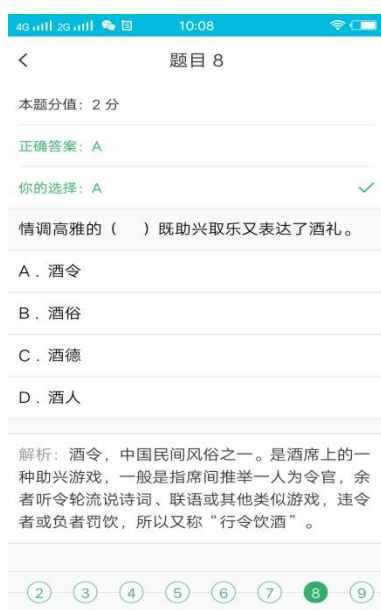 4G 2G 10:08
题目 8
本题分值：2 分
正确答案：A
你的选择：A
情调高雅的（　）既助兴取乐又表达了酒礼。
A．酒令
B．酒俗
C．酒德
D．酒人
解析：酒令，中国民间风俗之一。是酒席上的一
种助兴游戏，一般是指席间推举一人为令官，余
者听令轮流说诗词、联语或其他类似游戏，违令
者或负者罚饮，所以又称“行令饮酒”。
2 3 4 5 6 7 8 9